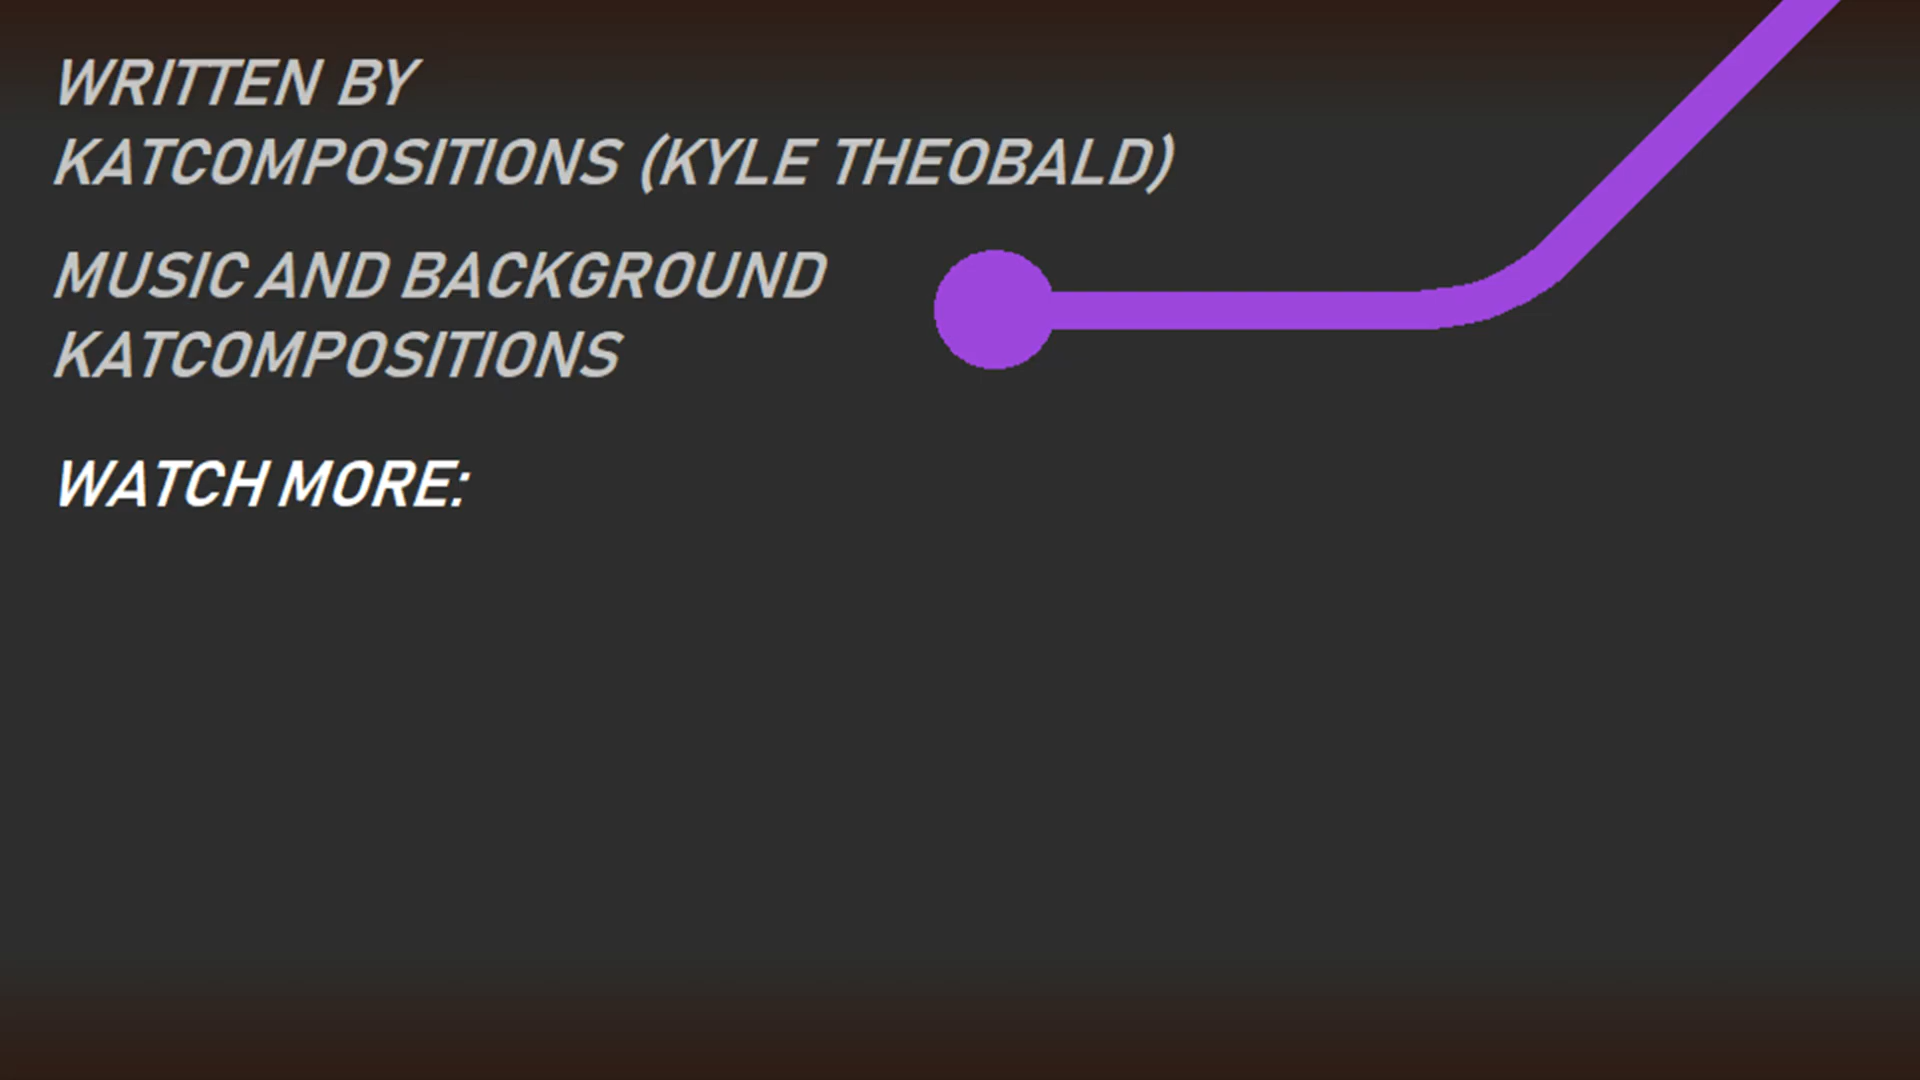 WRITTEN BY
KATCOMPOSITIONS (KYLE THEOBALD)
MUSIC AND BACKGROUND
KATCOMPOSITIONS
WATCH MORE: